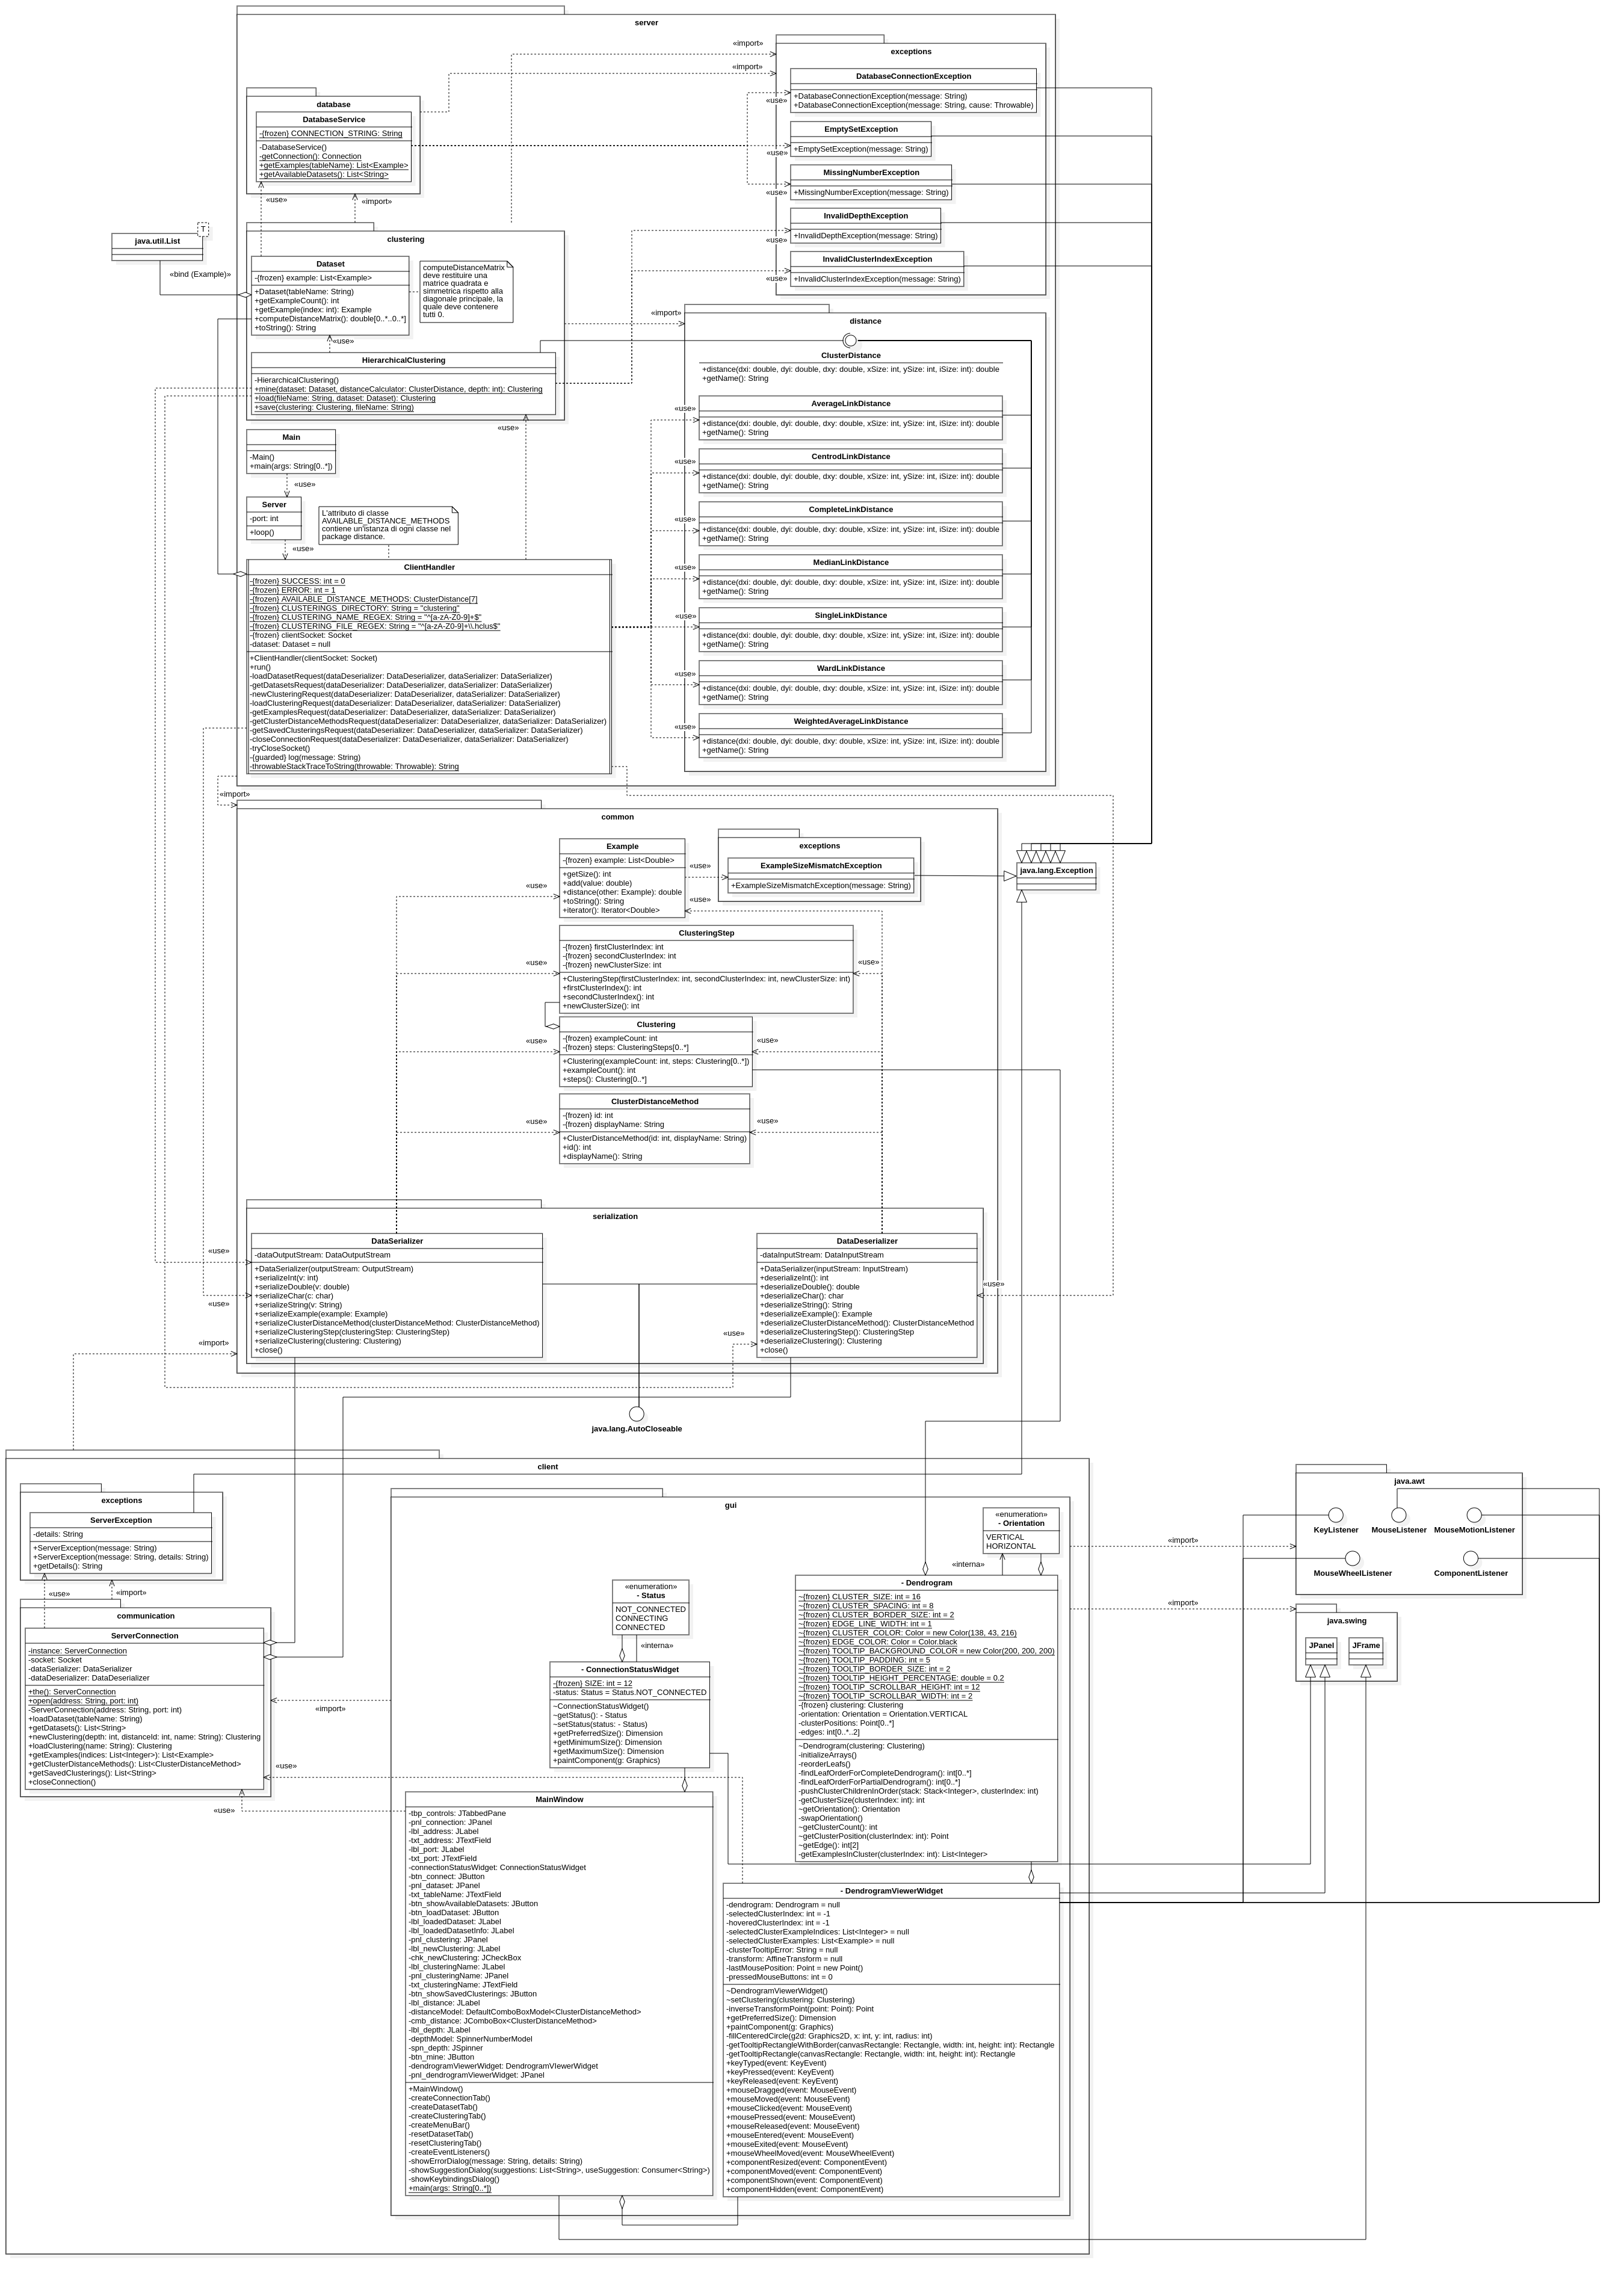 server
«import»
exceptions
«import»
DatabaseConnectionException
+DatabaseConnectionException(message: String)
+DatabaseConnectionException(message: String, cause: Throwable)
«use»
EmptySetException
+EmptySetException(message: String)
«use»
MissingNumberException
+MissingNumberException(message: String)
«use»
InvalidDepthException
+InvalidDepthException(message: String)
«use»
InvalidClusterIndexException
+InvalidClusterIndexException(message: String)
«use»
database
DatabaseService
-{frozen} CONNECTION_STRING: String
-DatabaseService()
-getConnection(): Connection
+getExamples(tableName): List<Example>
+getAvailableDatasets(): List<String>
«use»
«import»
T
java.util.List
«bind (Example)»
clustering
Dataset
-{frozen} example: List<Example>
+Dataset(tableName: String)
+getExampleCount(): int
+getExample(index: int): Example
+computeDistanceMatrix(): double[0..*..0..*]
+toString(): String
computeDistanceMatrix
deve restituire una
matrice quadrata e
simmetrica rispetto alla
diagonale principale, la
quale deve contenere
tutti 0.
«use»
HierarchicalClustering
-HierarchicalClustering()
+mine(dataset: Dataset, distanceCalculator: ClusterDistance, depth: int): Clustering
+load(fileName: String, dataset: Dataset): Clustering
+save(clustering: Clustering, fileName: String)
«use»
«import»
distance
ClusterDistance
+distance(dxi: double, dyi: double, dxy: double, xSize: int, ySize: int, iSize: int): double
+getName(): String
«use»
AverageLinkDistance
+distance(dxi: double, dyi: double, dxy: double, xSize: int, ySize: int, iSize: int): double
+getName(): String
«use»
CentrodLinkDistance
+distance(dxi: double, dyi: double, dxy: double, xSize: int, ySize: int, iSize: int): double
+getName(): String
«use»
CompleteLinkDistance
+distance(dxi: double, dyi: double, dxy: double, xSize: int, ySize: int, iSize: int): double
+getName(): String
«use»
MedianLinkDistance
+distance(dxi: double, dyi: double, dxy: double, xSize: int, ySize: int, iSize: int): double
+getName(): String
«use»
SingleLinkDistance
+distance(dxi: double, dyi: double, dxy: double, xSize: int, ySize: int, iSize: int): double
+getName(): String
«use»
WardLinkDistance
+distance(dxi: double, dyi: double, dxy: double, xSize: int, ySize: int, iSize: int): double
+getName(): String
«use»
WeightedAverageLinkDistance
+distance(dxi: double, dyi: double, dxy: double, xSize: int, ySize: int, iSize: int): double
+getName(): String
Main
-Main()
+main(args: String[0..*])
«use»
Server
-port: int
+loop()
«use»
L'attributo di classe
AVAILABLE_DISTANCE_METHODS
contiene un'istanza di ogni classe nel
package distance.
ClientHandler
-{frozen} SUCCESS: int = 0
-{frozen} ERROR: int = 1
-{frozen} AVAILABLE_DISTANCE_METHODS: ClusterDistance[7]
-{frozen} CLUSTERINGS_DIRECTORY: String = "clustering"
-{frozen} CLUSTERING_NAME_REGEX: String = "^[a-zA-Z0-9]+$"
-{frozen} CLUSTERING_FILE_REGEX: String = "^[a-zA-Z0-9]+\\.hclus$"
-{frozen} clientSocket: Socket
-dataset: Dataset = null
+ClientHandler(clientSocket: Socket)
+run()
-loadDatasetRequest(dataDeserializer: DataDeserializer, dataSerializer: DataSerializer)
-getDatasetsRequest(dataDeserializer: DataDeserializer, dataSerializer: DataSerializer)
-newClusteringRequest(dataDeserializer: DataDeserializer, dataSerializer: DataSerializer)
-loadClusteringRequest(dataDeserializer: DataDeserializer, dataSerializer: DataSerializer)
-getExamplesRequest(dataDeserializer: DataDeserializer, dataSerializer: DataSerializer)
-getClusterDistanceMethodsRequest(dataDeserializer: DataDeserializer, dataSerializer: DataSerializer)
-getSavedClusteringsRequest(dataDeserializer: DataDeserializer, dataSerializer: DataSerializer)
-closeConnectionRequest(dataDeserializer: DataDeserializer, dataSerializer: DataSerializer)
-tryCloseSocket()
-{guarded} log(message: String)
-throwableStackTraceToString(throwable: Throwable): String
«import»
common
Example
-{frozen} example: List<Double>
+getSize(): int
+add(value: double)
+distance(other: Example): double
+toString(): String
+iterator(): Iterator<Double>
«use»
«use»
«use»
exceptions
ExampleSizeMismatchException
+ExampleSizeMismatchException(message: String)
java.lang.Exception
ClusteringStep
-{frozen} firstClusterIndex: int
-{frozen} secondClusterIndex: int
-{frozen} newClusterSize: int
+ClusteringStep(firstClusterIndex: int, secondClusterIndex: int, newClusterSize: int)
+firstClusterIndex(): int
+secondClusterIndex(): int
+newClusterSize(): int
«use»
«use»
Clustering
-{frozen} exampleCount: int
-{frozen} steps: ClusteringSteps[0..*]
+Clustering(exampleCount: int, steps: Clustering[0..*])
+exampleCount(): int
+steps(): Clustering[0..*]
«use»
«use»
ClusterDistanceMethod
-{frozen} id: int
-{frozen} displayName: String
+ClusterDistanceMethod(id: int, displayName: String)
+id(): int
+displayName(): String
«use»
«use»
serialization
DataSerializer
-dataOutputStream: DataOutputStream
+DataSerializer(outputStream: OutputStream)
+serializeInt(v: int)
+serializeDouble(v: double)
+serializeChar(c: char)
+serializeString(v: String)
+serializeExample(example: Example)
+serializeClusterDistanceMethod(clusterDistanceMethod: ClusterDistanceMethod)
+serializeClusteringStep(clusteringStep: ClusteringStep)
+serializeClustering(clustering: Clustering)
+close()
«use»
«use»
DataDeserializer
-dataInputStream: DataInputStream
+DataSerializer(inputStream: InputStream)
+deserializeInt(): int
+deserializeDouble(): double
+deserializeChar(): char
+deserializeString(): String
+deserializeExample(): Example
+deserializeClusterDistanceMethod(): ClusterDistanceMethod
+deserializeClusteringStep(): ClusteringStep
+deserializeClustering(): Clustering
+close()
«use»
«use»
«import»
java.lang.AutoCloseable
client
exceptions
ServerException
-details: String
+ServerException(message: String)
+ServerException(message: String, details: String)
+getDetails(): String
«use»
«import»
communication
ServerConnection
-instance: ServerConnection
-socket: Socket
-dataSerializer: DataSerializer
-dataDeserializer: DataDeserializer
+the(): ServerConnection
+open(address: String, port: int)
-ServerConnection(address: String, port: int)
+loadDataset(tableName: String)
+getDatasets(): List<String>
+newClustering(depth: int, distanceId: int, name: String): Clustering
+loadClustering(name: String): Clustering
+getExamples(indices: List<Integer>): List<Example>
+getClusterDistanceMethods(): List<ClusterDistanceMethod>
+getSavedClusterings(): List<String>
+closeConnection()
«import»
«use»
«use»
gui
«enumeration»
- Orientation
VERTICAL
HORIZONTAL
«interna»
«enumeration»
- Status
NOT_CONNECTED
CONNECTING
CONNECTED
«interna»
- ConnectionStatusWidget
-{frozen} SIZE: int = 12
-status: Status = Status.NOT_CONNECTED
~ConnectionStatusWidget()
~getStatus(): - Status
~setStatus(status: - Status)
+getPreferredSize(): Dimension
+getMinimumSize(): Dimension
+getMaximumSize(): Dimension
+paintComponent(g: Graphics)
- Dendrogram
~{frozen} CLUSTER_SIZE: int = 16
~{frozen} CLUSTER_SPACING: int = 8
~{frozen} CLUSTER_BORDER_SIZE: int = 2
~{frozen} EDGE_LINE_WIDTH: int = 1
~{frozen} CLUSTER_COLOR: Color = new Color(138, 43, 216)
~{frozen} EDGE_COLOR: Color = Color.black
~{frozen} TOOLTIP_BACKGROUND_COLOR = new Color(200, 200, 200)
~{frozen} TOOLTIP_PADDING: int = 5
~{frozen} TOOLTIP_BORDER_SIZE: int = 2
~{frozen} TOOLTIP_HEIGHT_PERCENTAGE: double = 0.2
~{frozen} TOOLTIP_SCROLLBAR_HEIGHT: int = 12
~{frozen} TOOLTIP_SCROLLBAR_WIDTH: int = 2
-{frozen} clustering: Clustering
-orientation: Orientation = Orientation.VERTICAL
-clusterPositions: Point[0..*]
-edges: int[0..*..2]
~Dendrogram(clustering: Clustering)
-initializeArrays()
-reorderLeafs()
-findLeafOrderForCompleteDendrogram(): int[0..*]
-findLeafOrderForPartialDendrogram(): int[0..*]
-pushClusterChildrenInOrder(stack: Stack<Integer>, clusterIndex: int)
-getClusterSize(clusterIndex: int): int
~getOrientation(): Orientation
-swapOrientation()
~getClusterCount(): int
~getClusterPosition(clusterIndex: int): Point
~getEdge(): int[2]
-getExamplesInCluster(clusterIndex: int): List<Integer>
MainWindow
-tbp_controls: JTabbedPane
-pnl_connection: JPanel
-lbl_address: JLabel
-txt_address: JTextField
-lbl_port: JLabel
-txt_port: JTextField
-connectionStatusWidget: ConnectionStatusWidget
-btn_connect: JButton
-pnl_dataset: JPanel
-txt_tableName: JTextField
-btn_showAvailableDatasets: JButton
-btn_loadDataset: JButton
-lbl_loadedDataset: JLabel
-lbl_loadedDatasetInfo: JLabel
-pnl_clustering: JPanel
-lbl_newClustering: JLabel
-chk_newClustering: JCheckBox
-lbl_clusteringName: JLabel
-pnl_clusteringName: JPanel
-txt_clusteringName: JTextField
-btn_showSavedClusterings: JButton
-lbl_distance: JLabel
-distanceModel: DefaultComboBoxModel<ClusterDistanceMethod>
-cmb_distance: JComboBox<ClusterDistanceMethod>
-lbl_depth: JLabel
-depthModel: SpinnerNumberModel
-spn_depth: JSpinner
-btn_mine: JButton
-dendrogramViewerWidget: DendrogramVIewerWidget
-pnl_dendrogramViewerWidget: JPanel
+MainWindow()
-createConnectionTab()
-createDatasetTab()
-createClusteringTab()
-createMenuBar()
-resetDatasetTab()
-resetClusteringTab()
-createEventListeners()
-showErrorDialog(message: String, details: String)
-showSuggestionDialog(suggestions: List<String>, useSuggestion: Consumer<String>)
-showKeybindingsDialog()
+main(args: String[0..*])
- DendrogramViewerWidget
-dendrogram: Dendrogram = null
-selectedClusterIndex: int = -1
-hoveredClusterIndex: int = -1
-selectedClusterExampleIndices: List<Integer> = null
-selectedClusterExamples: List<Example> = null
-clusterTooltipError: String = null
-transform: AffineTransform = null
-lastMousePosition: Point = new Point()
-pressedMouseButtons: int = 0
~DendrogramViewerWidget()
~setClustering(clustering: Clustering)
-inverseTransformPoint(point: Point): Point
+getPreferredSize(): Dimension
+paintComponent(g: Graphics)
-fillCenteredCircle(g2d: Graphics2D, x: int, y: int, radius: int)
-getTooltipRectangleWithBorder(canvasRectangle: Rectangle, width: int, height: int): Rectangle
-getTooltipRectangle(canvasRectangle: Rectangle, width: int, height: int): Rectangle
+keyTyped(event: KeyEvent)
+keyPressed(event: KeyEvent)
+keyReleased(event: KeyEvent)
+mouseDragged(event: MouseEvent)
+mouseMoved(event: MouseEvent)
+mouseClicked(event: MouseEvent)
+mousePressed(event: MouseEvent)
+mouseReleased(event: MouseEvent)
+mouseEntered(event: MouseEvent)
+mouseExited(event: MouseEvent)
+mouseWheelMoved(event: MouseWheelEvent)
+componentResized(event: ComponentEvent)
+componentMoved(event: ComponentEvent)
+componentShown(event: ComponentEvent)
+componentHidden(event: ComponentEvent)
«import»
java.awt
KeyListener
MouseListener
MouseMotionListener
MouseWheelListener
ComponentListener
«import»
java.swing
JPanel
JFrame